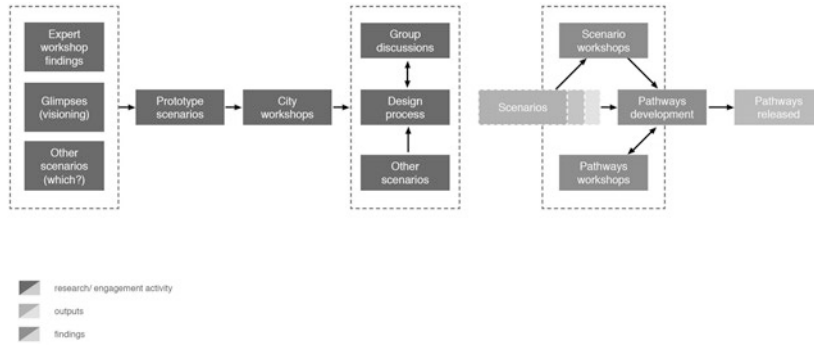 Expert
workshop
findings
Glimpses
(visioning)
Other
scenarios
(which?)
Prototype
scenarios
City
workshops
Group
discussions
Design
process
Other
scenarios
Scenarios
Scenario
workshops
Pathways
development
Pathways
workshops
Pathways
released
research/ engagement activity
outputs
findings